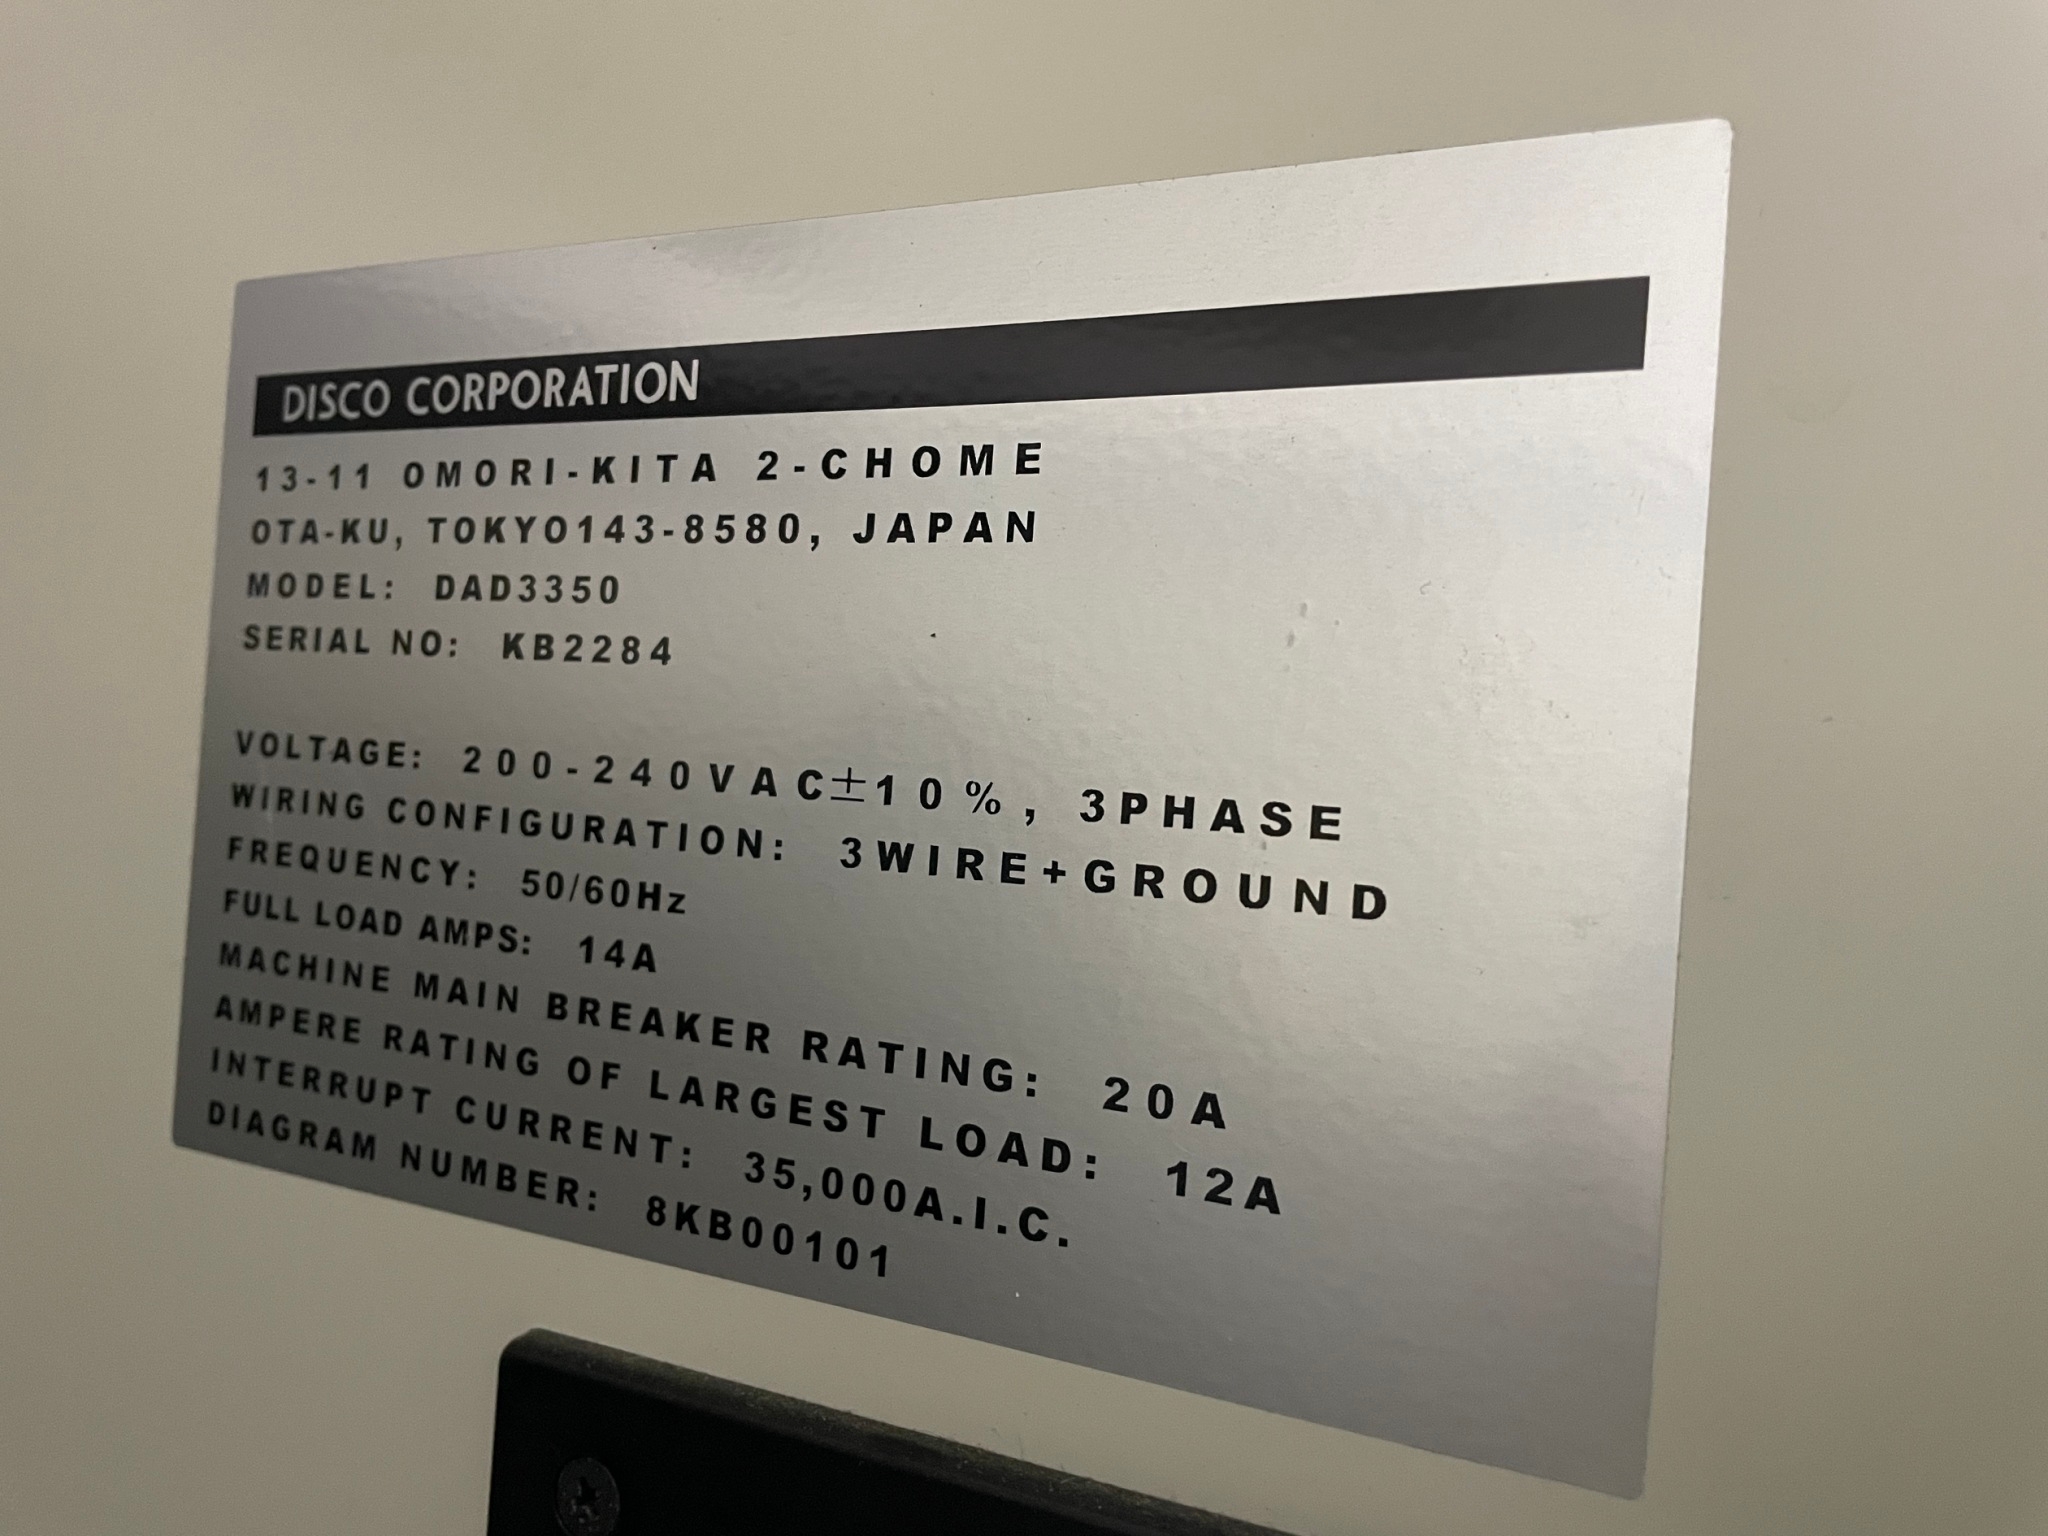 DISCO CORPORATION
13-11 OMORI-KITA 2-CHOME
OTA-KU, TOKYO143-8580, JAPAN
MODEL: DAD3350
SERIAL NO: KB2284
VOLTAGE: 200-240VAC±10%, 3PHASE
WIRING CONFIGURATION: 3WIRE+GROUND
FREQUENCY: 50/60Hz
FULL LOAD AMPS: 14A
MACHINE MAIN BREAKER RATING: 20A
AMPERE RATING OF LARGEST LOAD: 12A
INTERRUPT CURRENT: 35,000A.I.C.
DIAGRAM NUMBER: 8KB00101